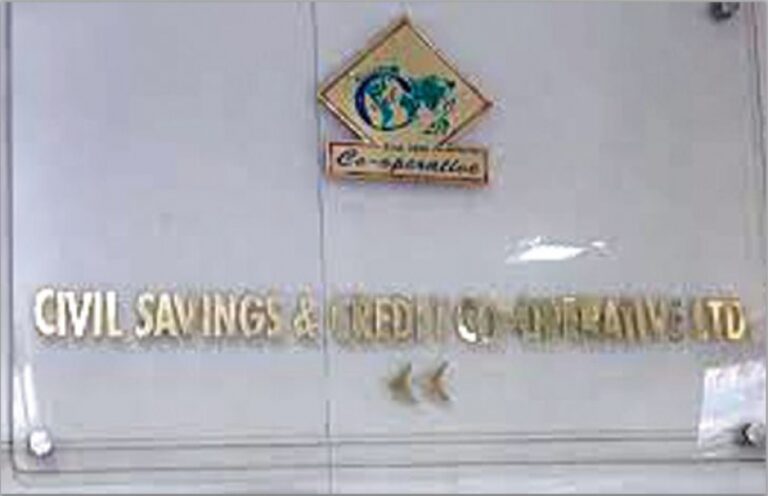 Co-operative
CIVIL SAVINGS & CREDIT CO-OPERATIVE LTD